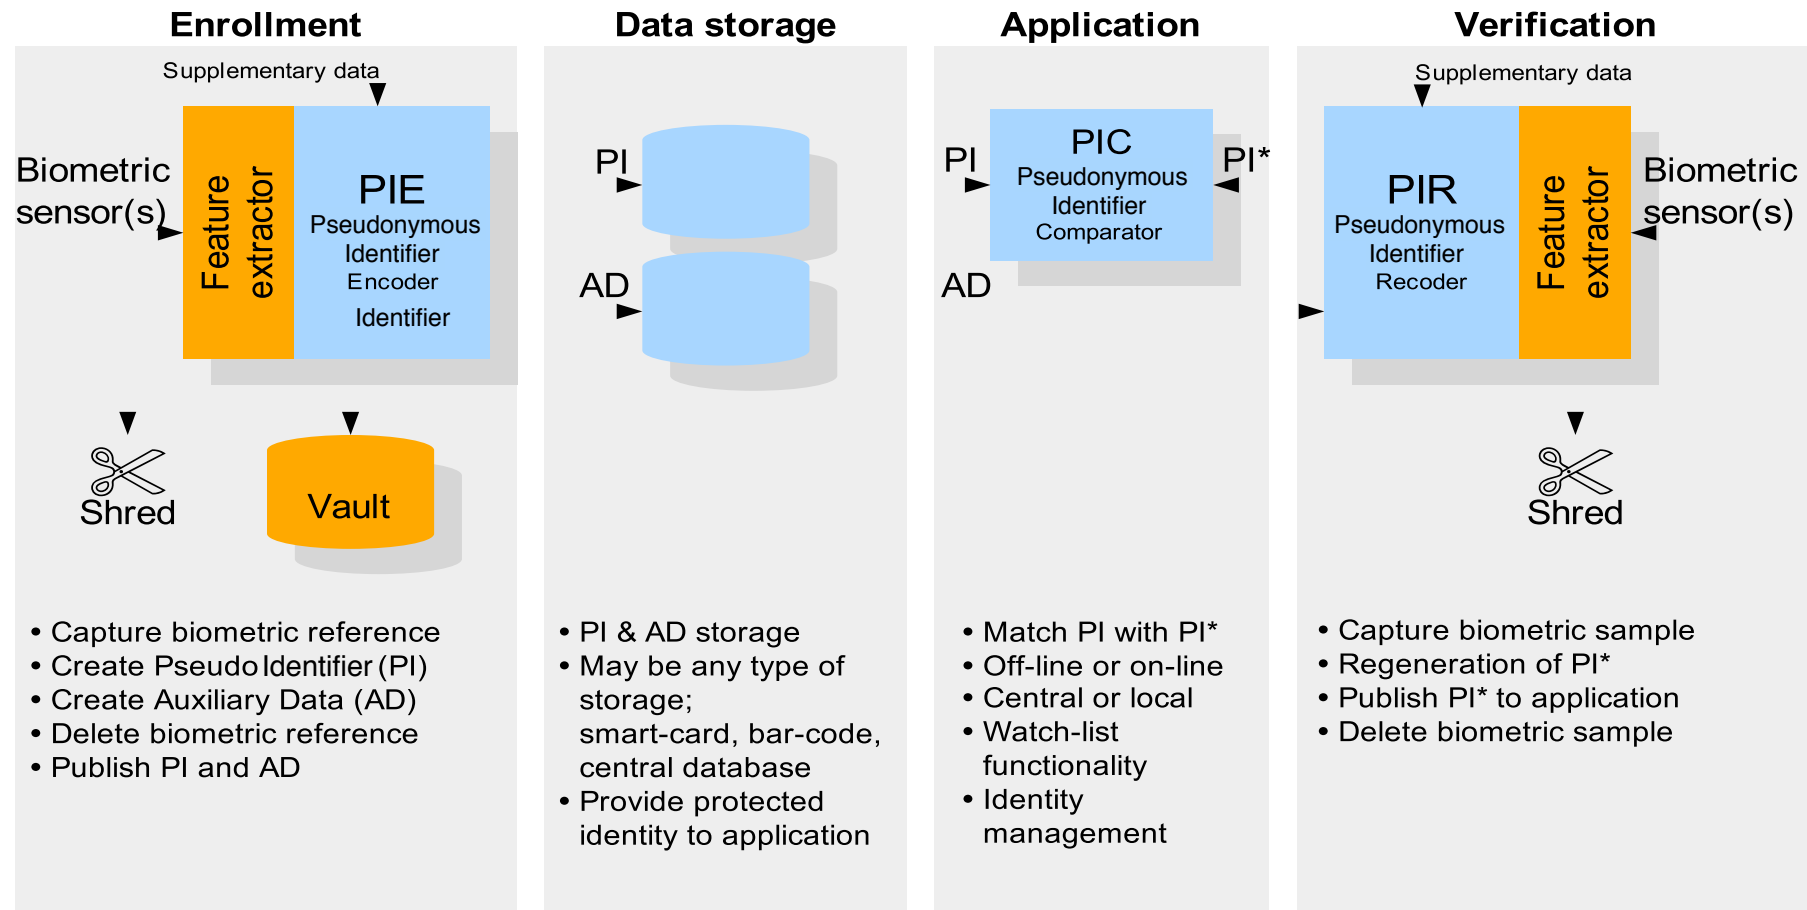 Enrollment
Supplementary data
Biometric
sensor(s)
Feature
extractor
PIE
Pseudonymous
Identifier
Encoder
Identifier
Shred
Vault
• Capture biometric reference
• Create Pseudo Identifier (PI)
• Create Auxiliary Data (AD)
• Delete biometric reference
• Publish PI and AD
Data storage
PI
AD
• PI & AD storage
• May be any type of
storage;
smart-card, bar-code,
central database
• Provide protected
identity to application
Application
PI
PIC
Pseudonymous
Identifier
Comparator
PI*
AD
• Match PI with PI*
• Off-line or on-line
• Central or local
• Watch-list
functionality
• Identity
management
Verification
Supplementary data
PIR
Pseudonymous
Identifier
Recoder
Feature
extractor
Biometric
sensor(s)
Shred
• Capture biometric sample
• Regeneration of PI*
• Publish PI* to application
• Delete biometric sample